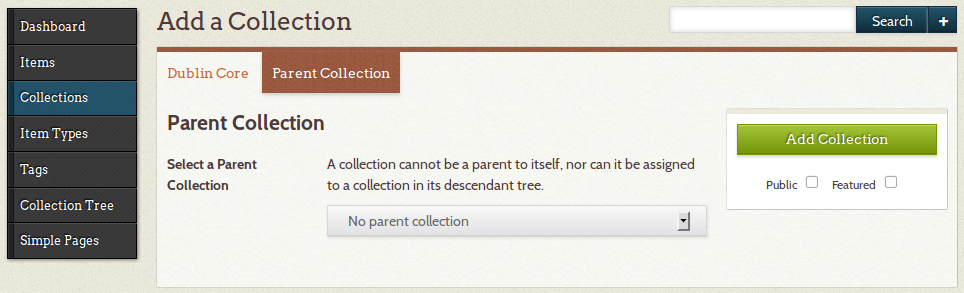 Dashboard
Items
Collections
Item Types
Tags
Collection Tree
Simple Pages
Add a Collection
Search
+
Dublin Core
Parent Collection
Parent Collection
Select a Parent
Collection
A collection cannot be a parent to itself, nor can it be assigned
to a collection in its descendant tree.
No parent collection
Add Collection
Public
Featured